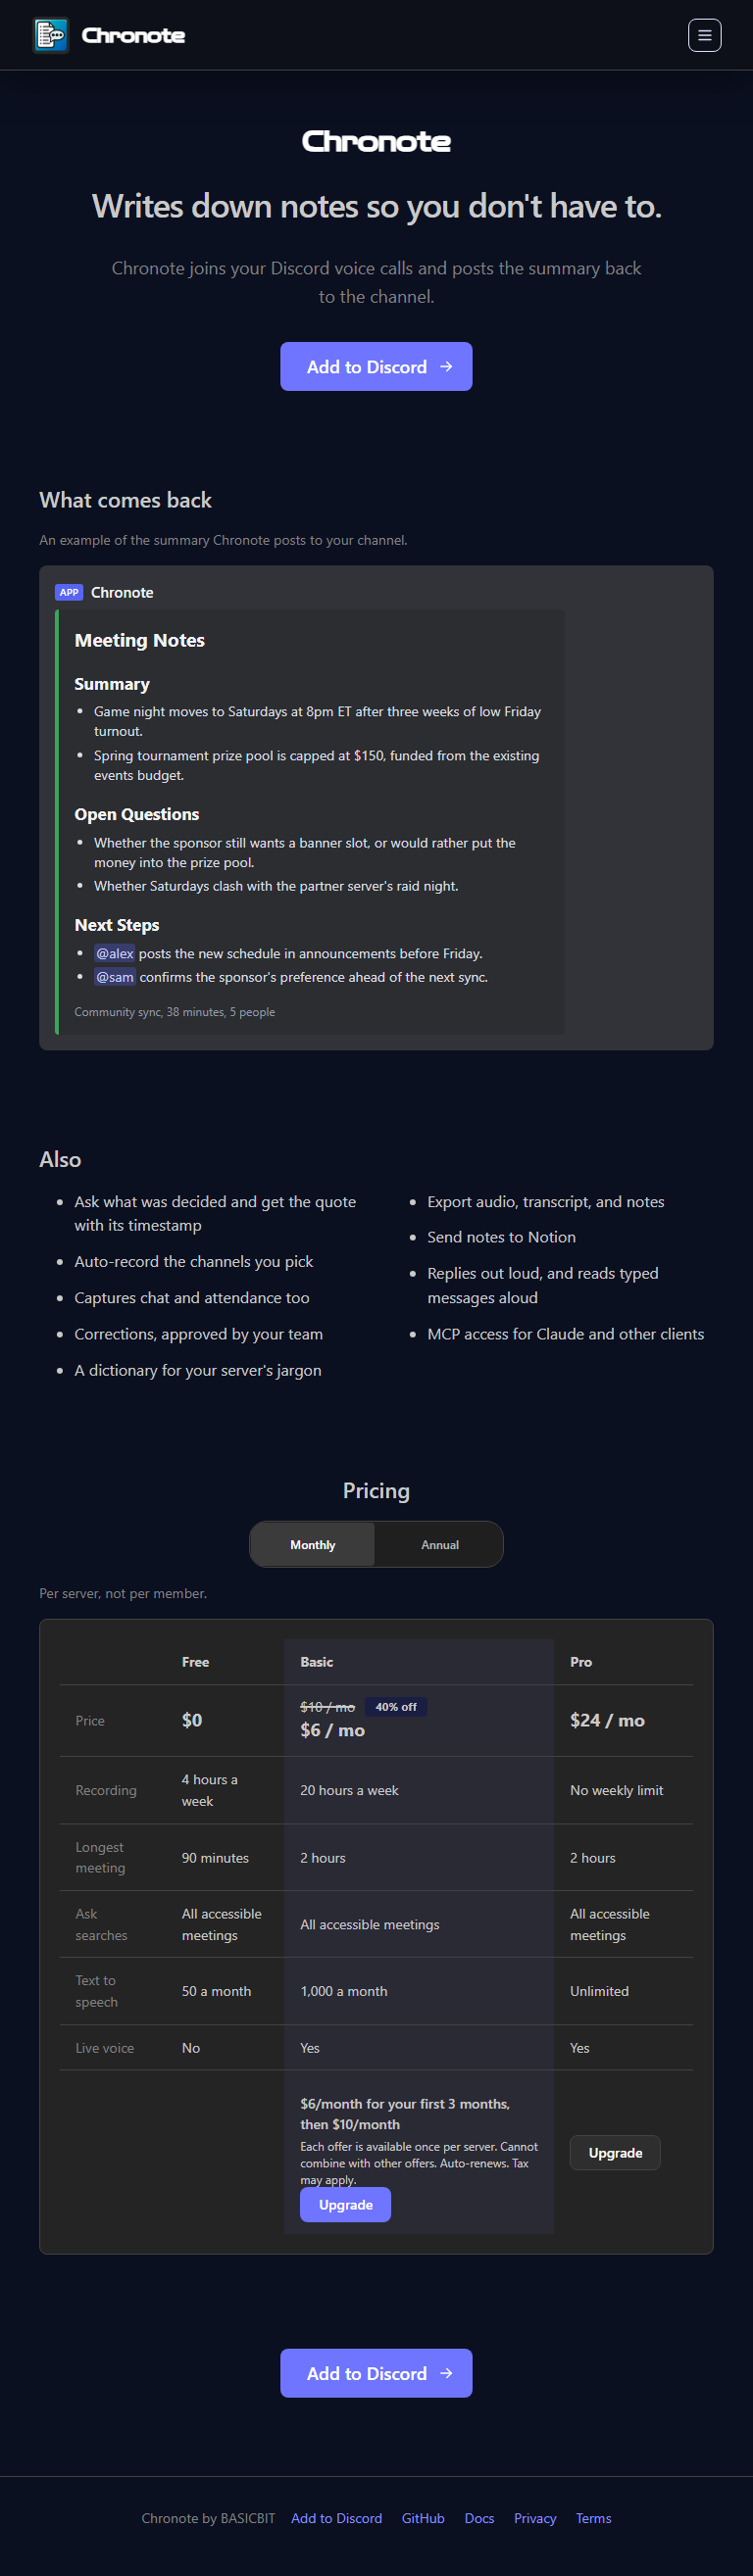 Chronote
Chronote
Writes down notes so you don't have to.
Chronote joins your Discord voice calls and posts the summary back
to the channel.
Add to Discord →
What comes back
An example of the summary Chronote posts to your channel.
APP Chronote
Meeting Notes
Summary
• Game night moves to Saturdays at 8pm ET after three weeks of low Friday
turnout.
• Spring tournament prize pool is capped at $150, funded from the existing
events budget.
Open Questions
• Whether the sponsor still wants a banner slot, or would rather put the
money into the prize pool.
• Whether Saturdays clash with the partner server's raid night.
Next Steps
• @alex posts the new schedule in announcements before Friday.
• @sam confirms the sponsor's preference ahead of the next sync.
Community sync, 38 minutes, 5 people
Also
• Ask what was decided and get the quote
with its timestamp
• Auto-record the channels you pick
• Captures chat and attendance too
• Corrections, approved by your team
• A dictionary for your server's jargon
• Export audio, transcript, and notes
• Send notes to Notion
• Replies out loud, and reads typed
messages aloud
• MCP access for Claude and other clients
Pricing
Monthly Annual
Per server, not per member.
Free Basic Pro
Price $0 $10 / mo 40% off $6 / mo $24 / mo
Recording 4 hours a week 20 hours a week No weekly limit
Longest meeting 90 minutes 2 hours 2 hours
Ask searches All accessible meetings All accessible meetings All accessible meetings
Text to speech 50 a month 1,000 a month Unlimited
Live voice No Yes Yes
$6/month for your first 3 months,
then $10/month
Each offer is available once per server. Cannot
combine with other offers. Auto-renews. Tax
may apply.
Upgrade
Upgrade
Add to Discord →
Chronote by BASICBIT Add to Discord GitHub Docs Privacy Terms